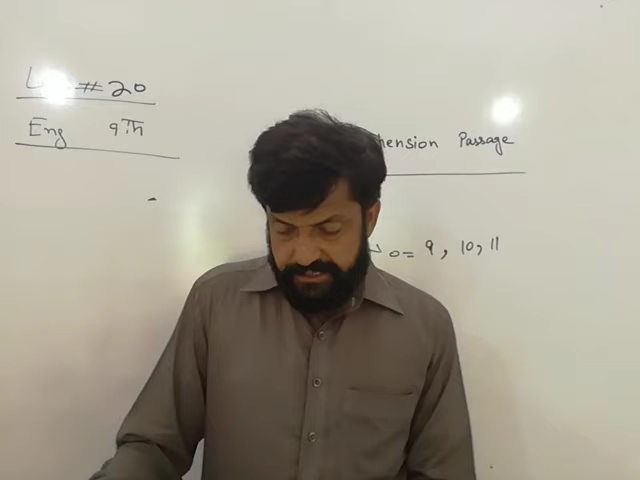 # 20
Eng 9Th
hension Passage
o= 9, 10, 11